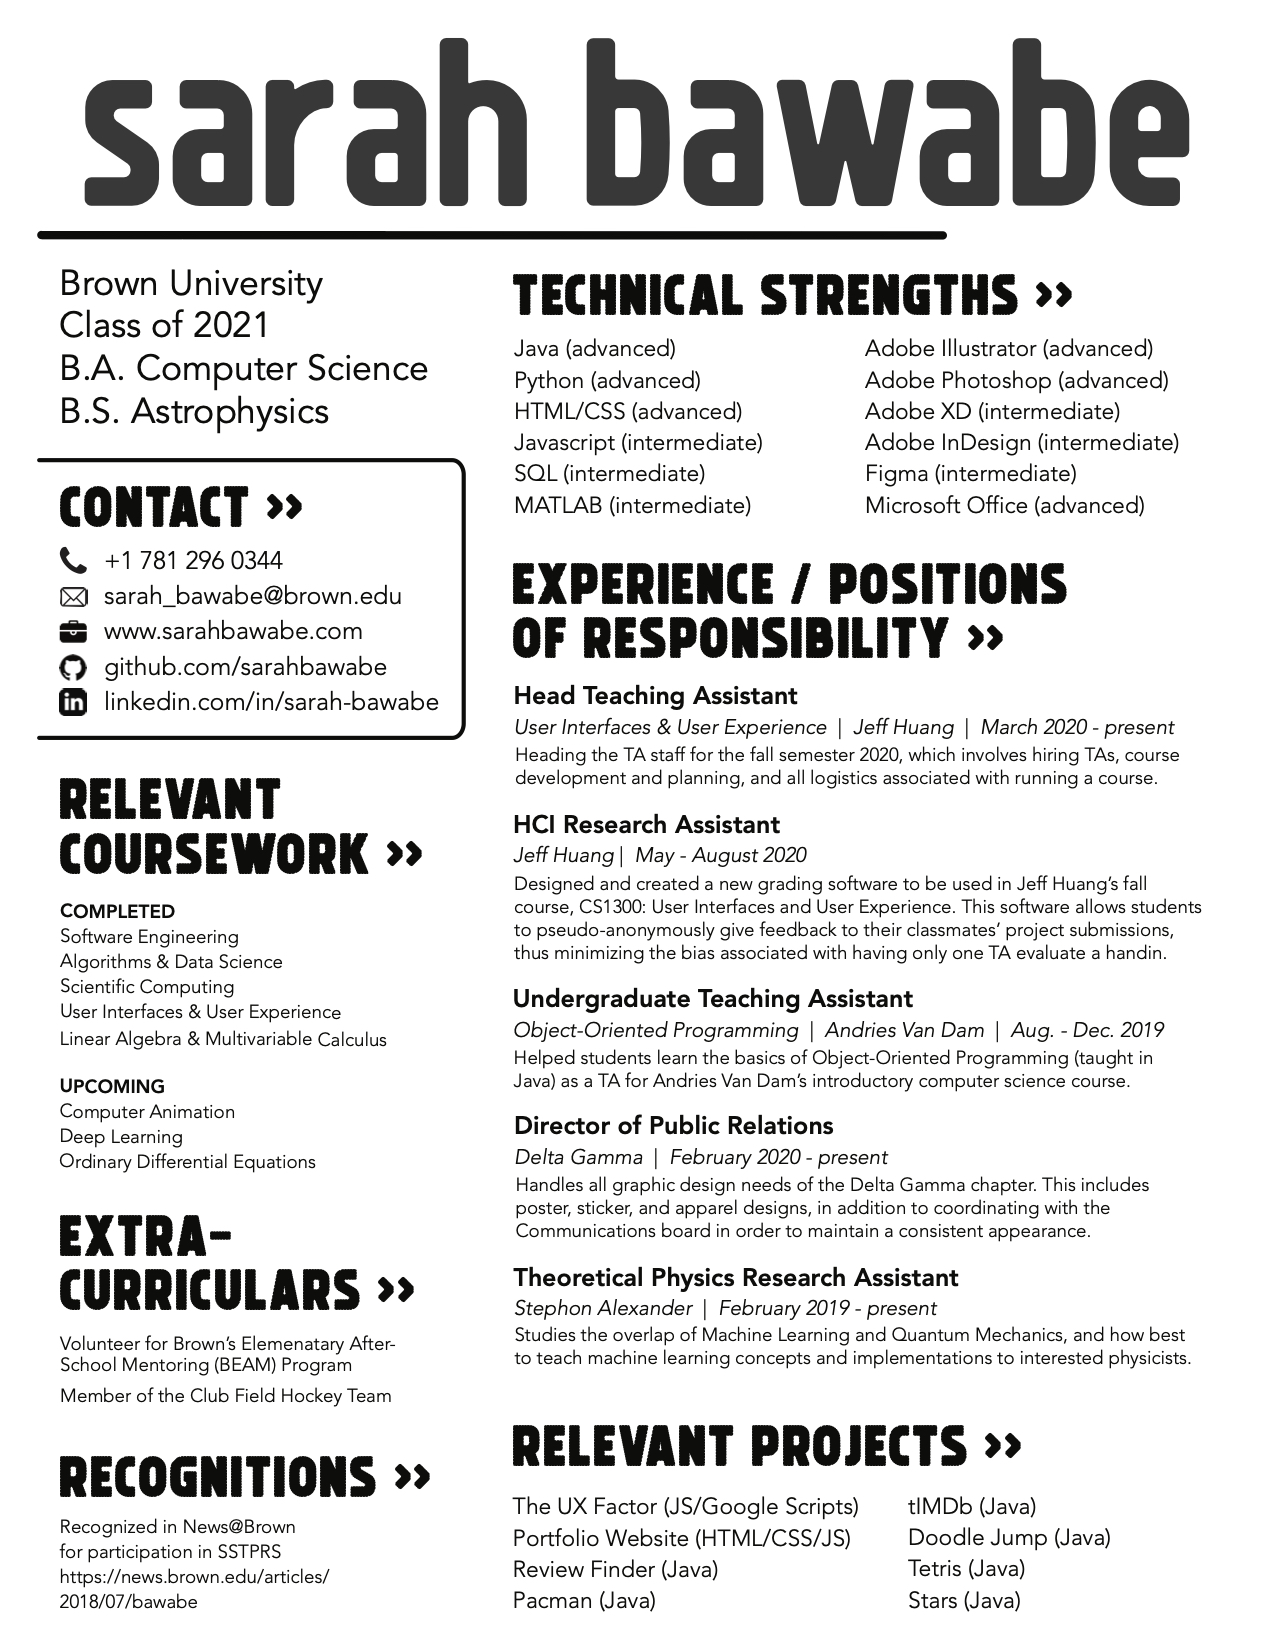 sarah bawabe
Brown University
Class of 2021
B.A. Computer Science
B.S. Astrophysics
CONTACT >>
+1 781 296 0344
sarah_bawabe@brown.edu
www.sarahbawabe.com
github.com/sarahbawabe
in linkedin.com/in/sarah-bawabe
RELEVANT
COURSEWORK >>
COMPLETED
Software Engineering
Algorithms & Data Science
Scientific Computing
User Interfaces & User Experience
Linear Algebra & Multivariable Calculus
UPCOMING
Computer Animation
Deep Learning
Ordinary Differential Equations
EXTRA-
CURRICULARS >>
Volunteer for Brown's Elemenatary After-
School Mentoring (BEAM) Program
Member of the Club Field Hockey Team
RECOGNITIONS >>
Recognized in News@Brown
for participation in SSTPRS
https://news.brown.edu/articles/
2018/07/bawabe
TECHNICAL STRENGTHS >>
Java (advanced)
Python (advanced)
HTML/CSS (advanced)
Javascript (intermediate)
SQL (intermediate)
MATLAB (intermediate)
Adobe Illustrator (advanced)
Adobe Photoshop (advanced)
Adobe XD (intermediate)
Adobe InDesign (intermediate)
Figma (intermediate)
Microsoft Office (advanced)
EXPERIENCE / POSITIONS
OF RESPONSIBILITY >>
Head Teaching Assistant
User Interfaces & User Experience | Jeff Huang | March 2020 - present
Heading the TA staff for the fall semester 2020, which involves hiring TAs, course
development and planning, and all logistics associated with running a course.
HCI Research Assistant
Jeff Huang | May - August 2020
Designed and created a new grading software to be used in Jeff Huang's fall
course, CS1300: User Interfaces and User Experience. This software allows students
to pseudo-anonymously give feedback to their classmates' project submissions,
thus minimizing the bias associated with having only one TA evaluate a handin.
Undergraduate Teaching Assistant
Object-Oriented Programming | Andries Van Dam | Aug. - Dec. 2019
Helped students learn the basics of Object-Oriented Programming (taught in
Java) as a TA for Andries Van Dam's introductory computer science course.
Director of Public Relations
Delta Gamma | February 2020 - present
Handles all graphic design needs of the Delta Gamma chapter. This includes
poster, sticker, and apparel designs, in addition to coordinating with the
Communications board in order to maintain a consistent appearance.
Theoretical Physics Research Assistant
Stephon Alexander | February 2019 - present
Studies the overlap of Machine Learning and Quantum Mechanics, and how best
to teach machine learning concepts and implementations to interested physicists.
RELEVANT PROJECTS >>
The UX Factor (JS/Google Scripts)
Portfolio Website (HTML/CSS/JS)
Review Finder (Java)
Pacman (Java)
tIMDb (Java)
Doodle Jump (Java)
Tetris (Java)
Stars (Java)